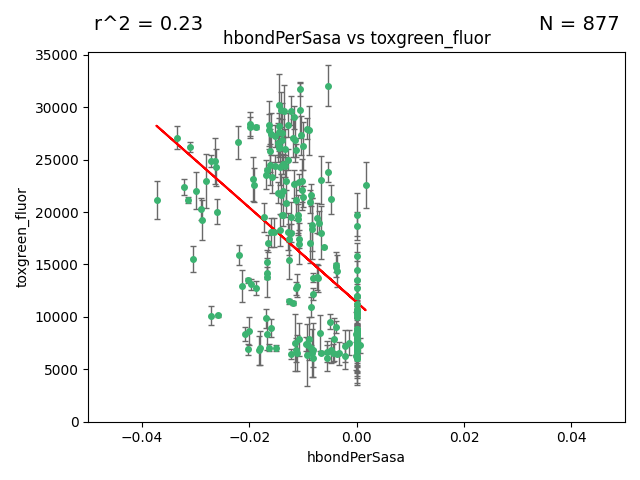 r^2 = 0.23
N = 877
hbondPerSasa vs toxgreen_fluor
35000
30000
25000
20000
15000
10000
5000
0
toxgreen_fluor
−0.04
−0.02
0.00
0.02
0.04
hbondPerSasa